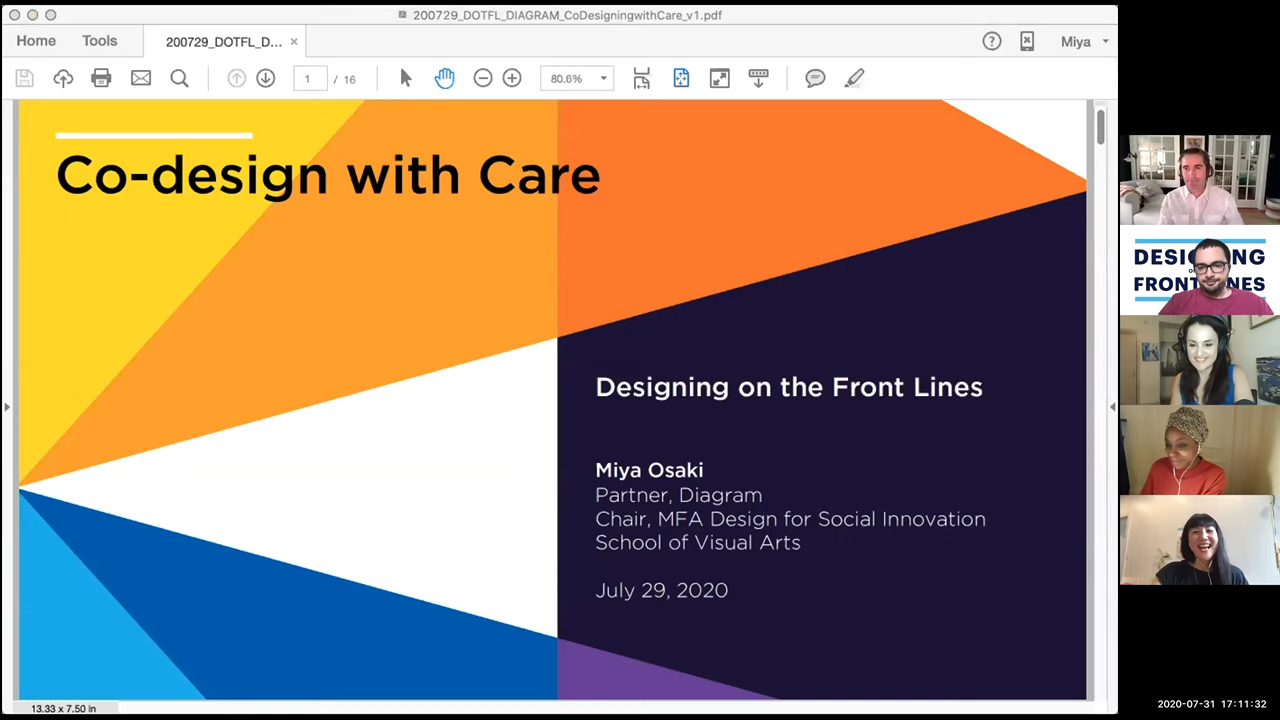 200729_DOTFL_DIAGRAM_CoDesigningwithCare_v1.pdf
Home
Tools
200729_DOTFL_D... ×
?
Miya
1 / 16
80.6%
Co-design with Care
Designing on the Front Lines
Miya Osaki
Partner, Diagram
Chair, MFA Design for Social Innovation
School of Visual Arts
July 29, 2020
13.33 x 7.50 in
2020-07-31 17:11:32